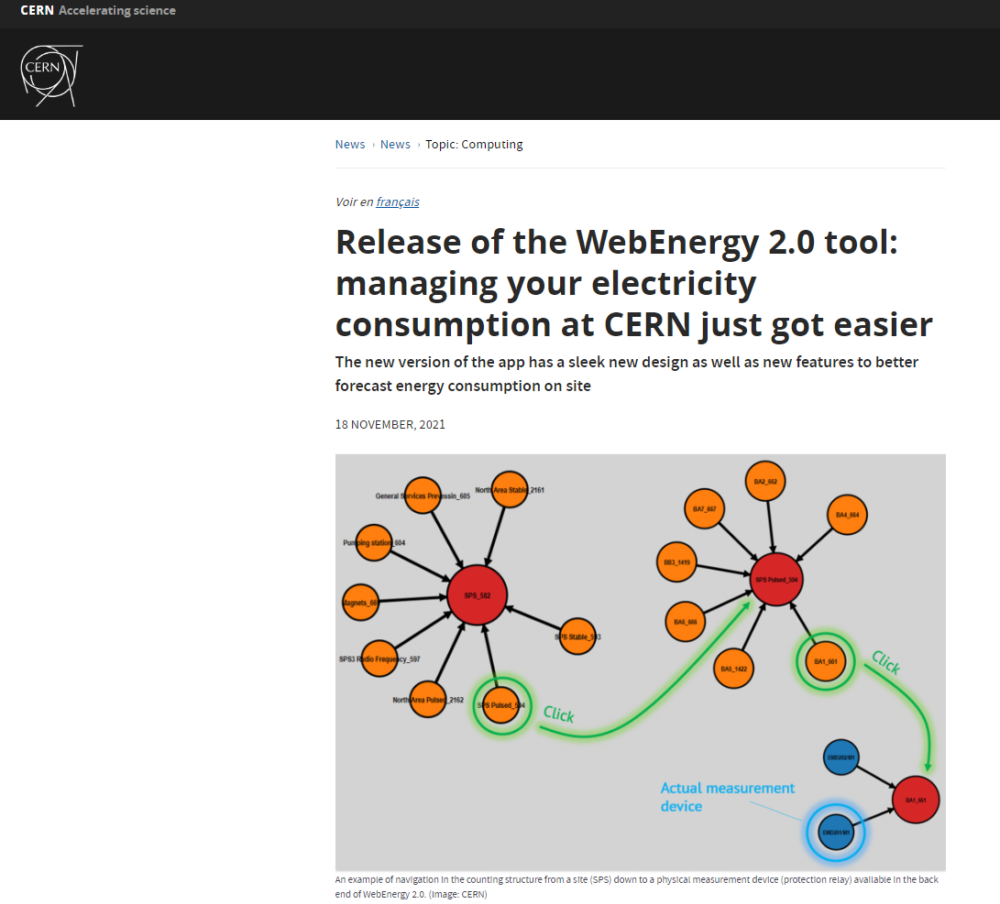 CERN Accelerating science
CERN
News › News › Topic: Computing
Voir en français
Release of the WebEnergy 2.0 tool:
managing your electricity
consumption at CERN just got easier
The new version of the app has a sleek new design as well as new features to better
forecast energy consumption on site
18 NOVEMBER, 2021
General Services Prevessin_605
North Area Stable_2161
Pumping station_604
SPS_582
SPS Stable_593
SPS3 Radio Frequency_597
North Area Pulsed_2162
SPS Pulsed_594
Click
BA2_662
BA7_667
BA4_664
BB3_1419
SPS Pulsed_594
BA6_666
BA5_1422
BA1_661
Click
Actual measurement
device
BA1_661
An example of navigation in the counting structure from a site (SPS) down to a physical measurement device (protection relay) available in the back
end of WebEnergy 2.0. (Image: CERN)